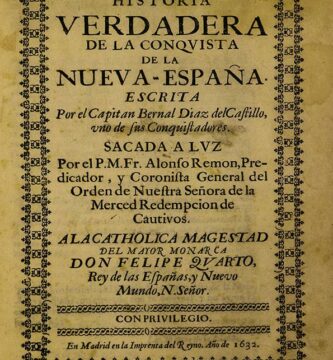 HISTORIA
VERDADERA
DE LA CONQVISTA
DE LA
NUEVA-ESPAÑA.
ESCRITA
Por el Capitan Bernal Diaz del Castillo,
vno de sus Conquistadores.
SACADA A LVZ
Por el P.M.Fr. Alonso Remon, Pre-
dicador, y Coronista General del
Orden de Nuestra Señora de la
Merced Redempcion de
Cautivos.
A LA CATHOLICA MAGESTAD
DEL MAYOR MONARCA
DON FELIPE QVARTO,
Rey de las Españas, y Nuevo
Mundo, N. Señor.
CON PRIVILEGIO.
En Madrid en la Imprenta del Reyno. Año de 1632.